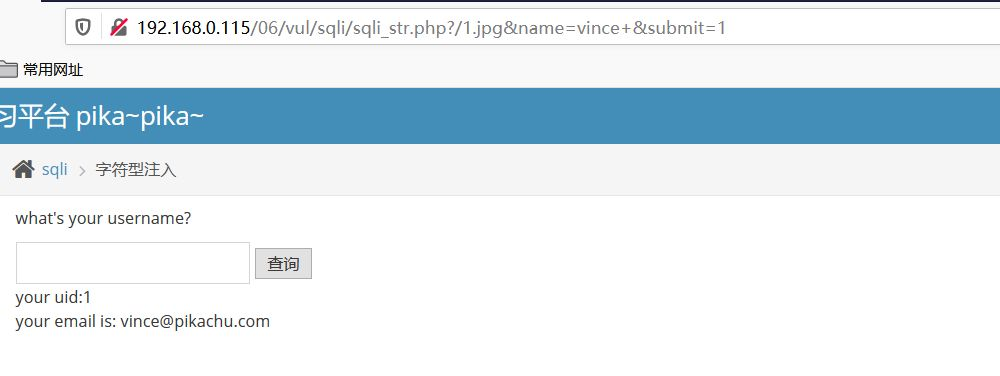 192.168.0.115/06/vul/sqli/sqli_str.php?/1.jpg&name=vince+&submit=1
常用网址
习平台 pika~pika~
sqli > 字符型注入
what's your username?
查询
your uid:1
your email is: vince@pikachu.com